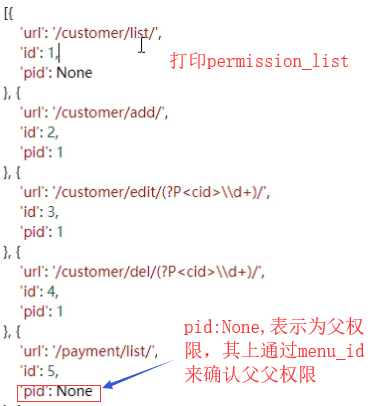 [{
'url': '/customer/list/',
'id': 1,
'pid': None
打印permission_list
}, {
'url': '/customer/add/',
'id': 2,
'pid': 1
}, {
'url': '/customer/edit/(?P<cid>\\d+)/',
'id': 3,
'pid': 1
}, {
'url': '/customer/del/(?P<cid>\\d+)/',
'id': 4,
'pid': 1
}, {
'url': '/payment/list/',
'id': 5,
'pid': None
pid:None,表示为父权
限，其上通过menu_id
来确认父父权限